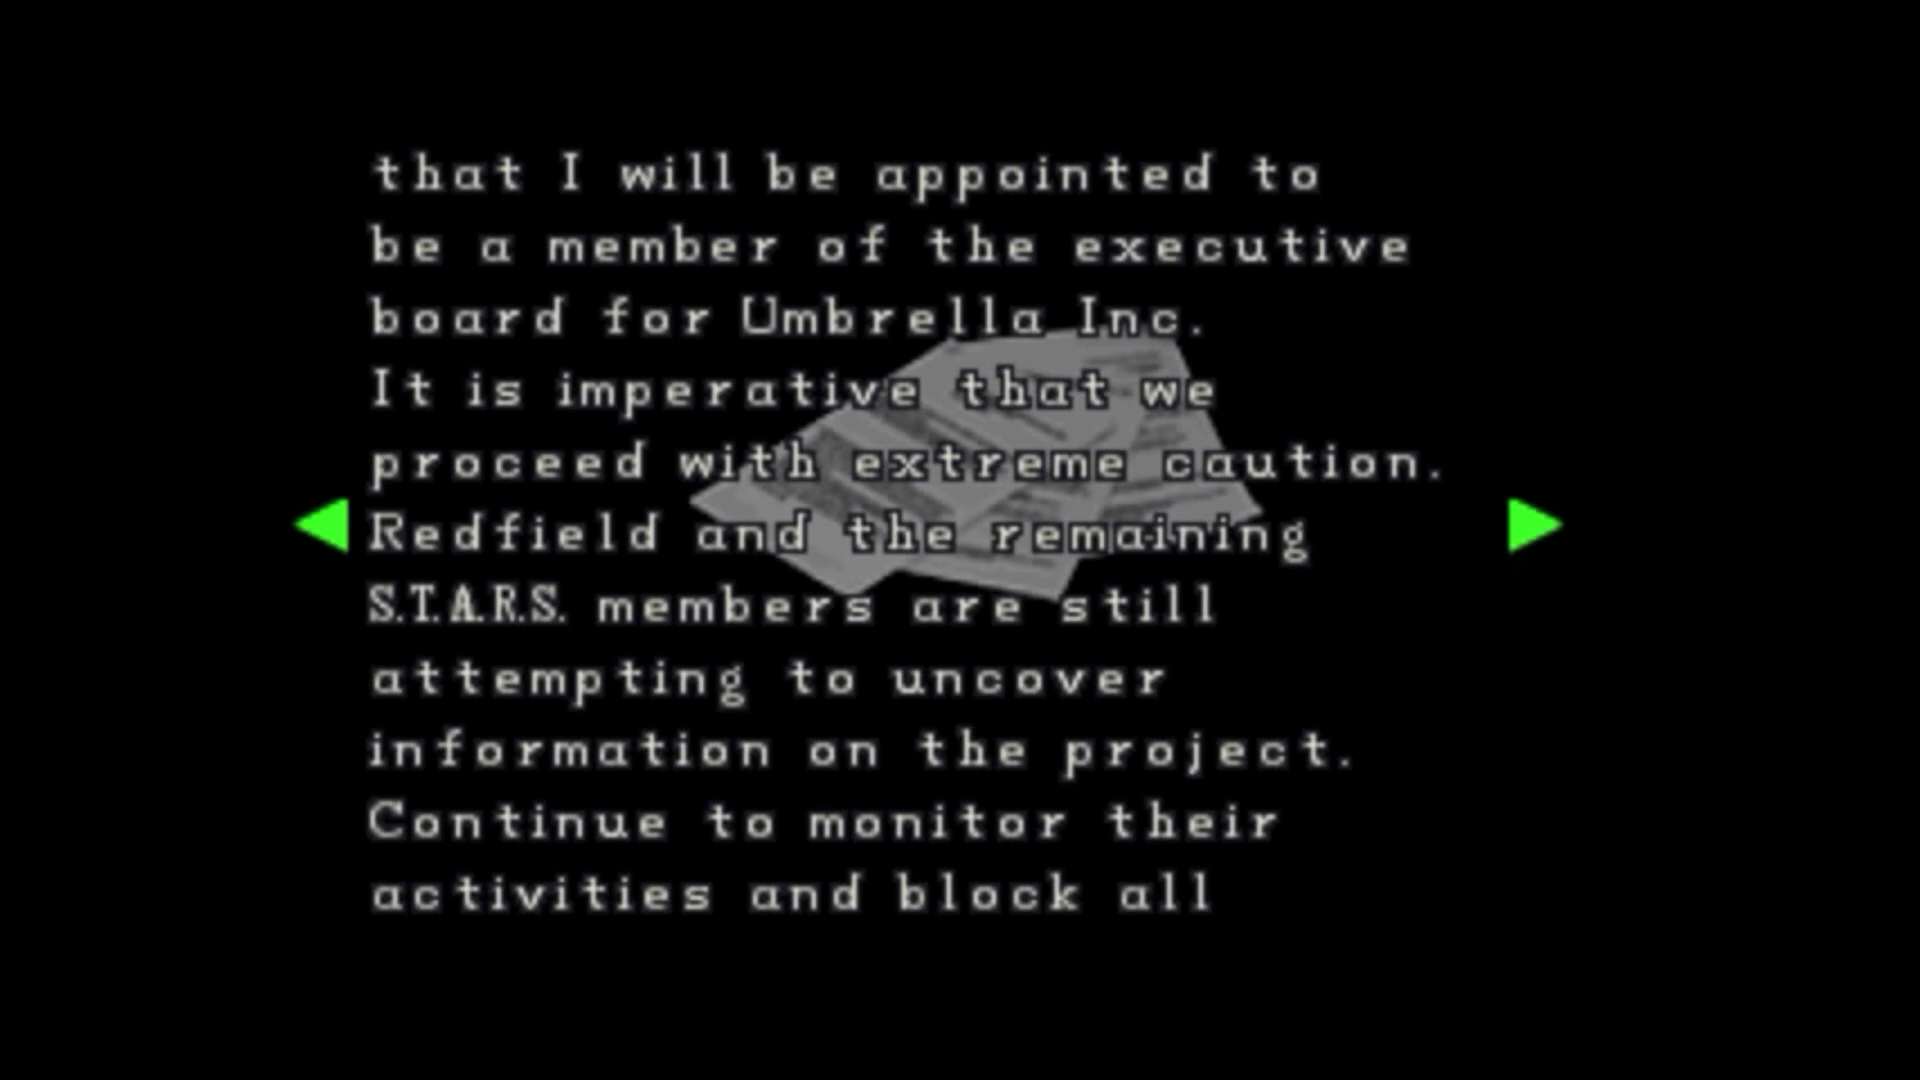 that I will be appointed to
be a member of the executive
board for Umbrella Inc.
It is imperative that we
proceed with extreme caution.
Redfield and the remaining
S.T.A.R.S. members are still
attempting to uncover
information on the project.
Continue to monitor their
activities and block all